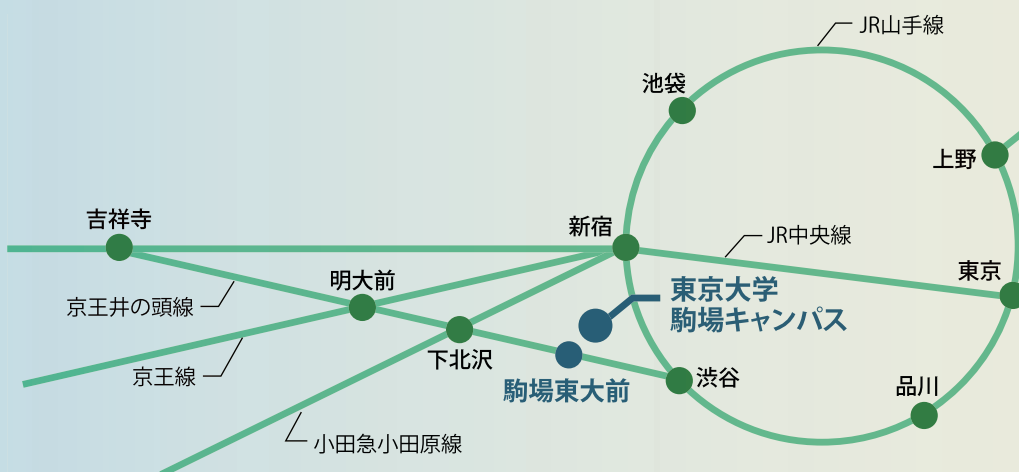 JR山手線
池袋
上野
吉祥寺
新宿
JR中央線
東京
明大前
東京大学
駒場キャンパス
京王井の頭線
下北沢
京王線
駒場東大前
渋谷
品川
小田急小田原線